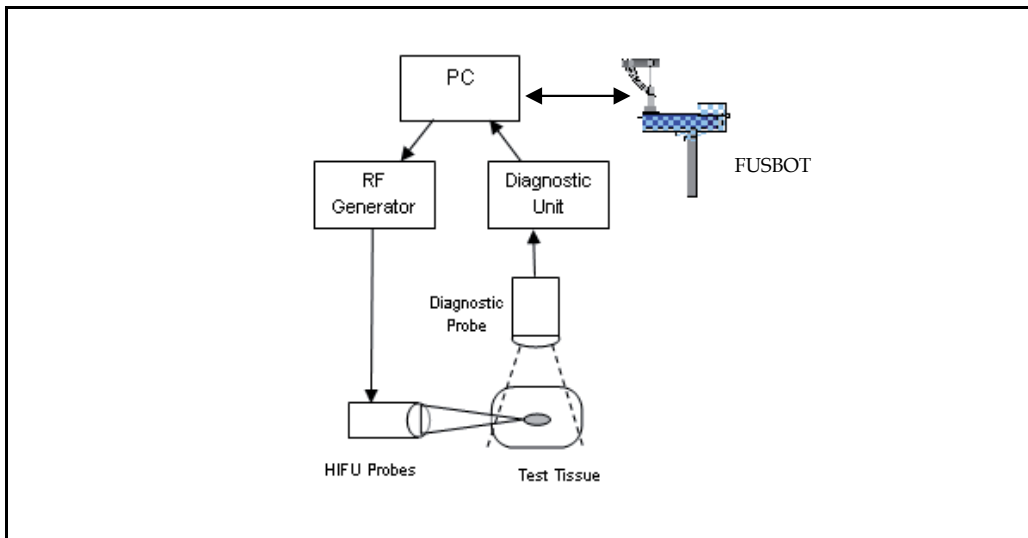 PC
FUSBOT
RF
Generator
Diagnostic
Unit
Diagnostic
Probe
HIFU Probes
Test Tissue